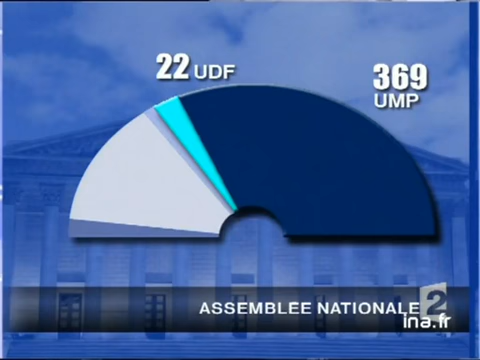 22 UDF
369
UMP
ASSEMBLEE NATIONALE
2
ina.fr